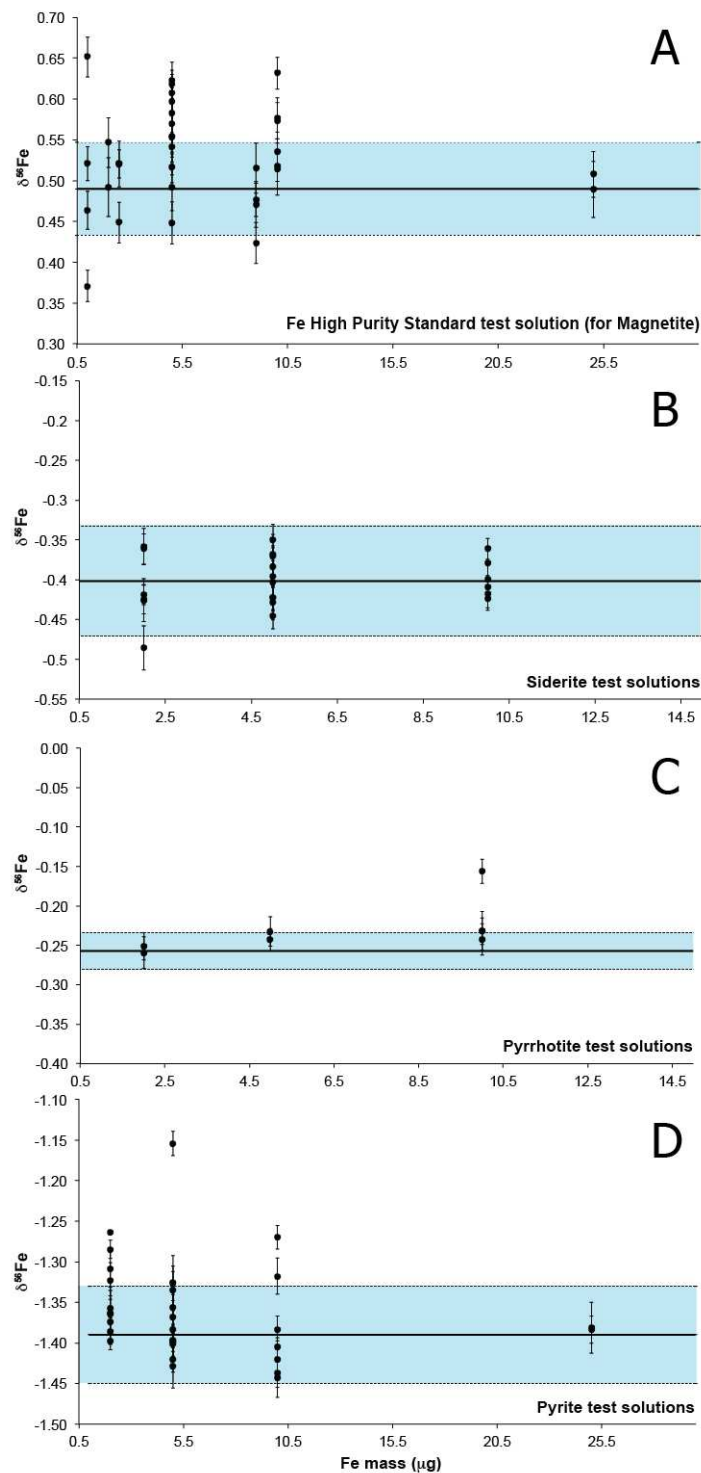 0.70
A
0.65
0.60
0.55
δ⁵⁶Fe
0.50
0.45
0.40
0.35
Fe High Purity Standard test solution (for Magnetite)
0.30
0.5 5.5 10.5 15.5 20.5 25.5
-0.15
B
-0.2
-0.25
-0.3
δ⁵⁶Fe
-0.35
-0.4
-0.45
-0.5
Siderite test solutions
-0.55
0.5 2.5 4.5 6.5 8.5 10.5 12.5 14.5
0.00
C
-0.05
-0.10
-0.15
δ⁵⁶Fe
-0.20
-0.25
-0.30
-0.35
Pyrrhotite test solutions
-0.40
0.5 2.5 4.5 6.5 8.5 10.5 12.5 14.5
-1.10
D
-1.15
-1.20
-1.25
δ⁵⁶Fe
-1.30
-1.35
-1.40
-1.45
Pyrite test solutions
-1.50
0.5 5.5 10.5 15.5 20.5 25.5
Fe mass (μg)